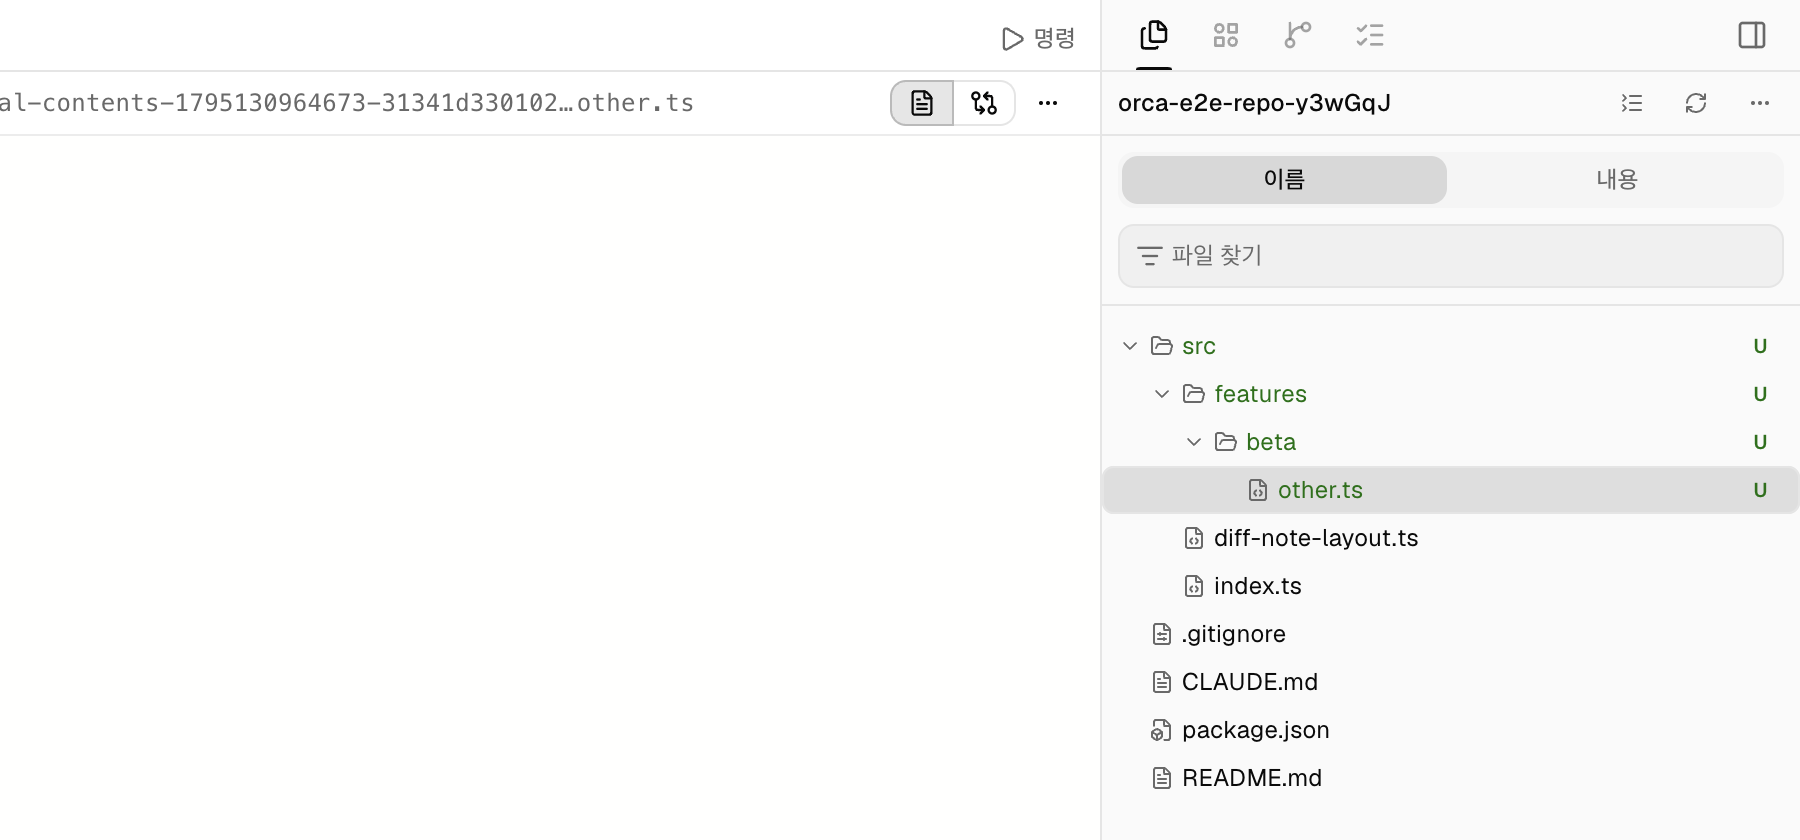 명령
al-contents-1795130964673-31341d330102…other.ts
orca-e2e-repo-y3wGqJ
이름 내용
파일 찾기
src U
features U
beta U
other.ts U
diff-note-layout.ts
index.ts
.gitignore
CLAUDE.md
package.json
README.md